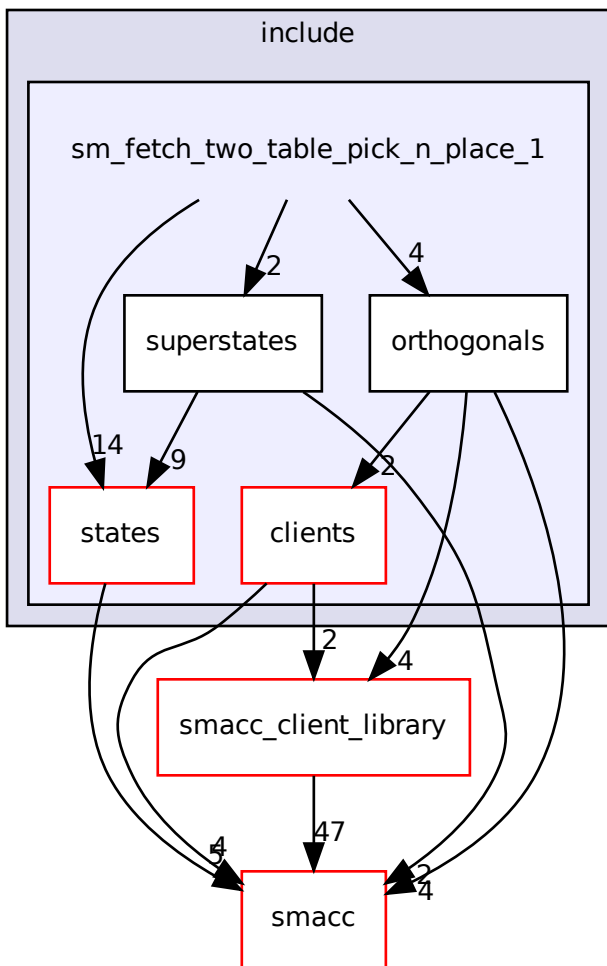 include
sm_fetch_two_table_pick_n_place_1
2
4
superstates
orthogonals
14
9
2
states
clients
2
4
smacc_client_library
47
4
5
2
4
smacc